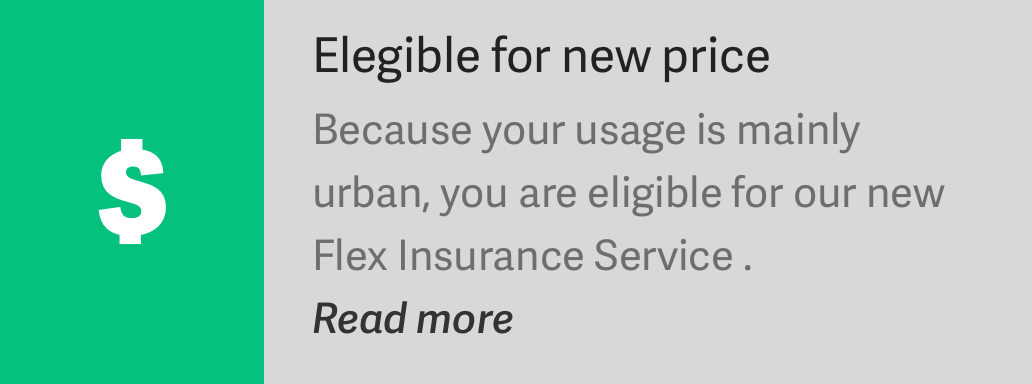 $
Elegible for new price
Because your usage is mainly
urban, you are eligible for our new
Flex Insurance Service .
Read more